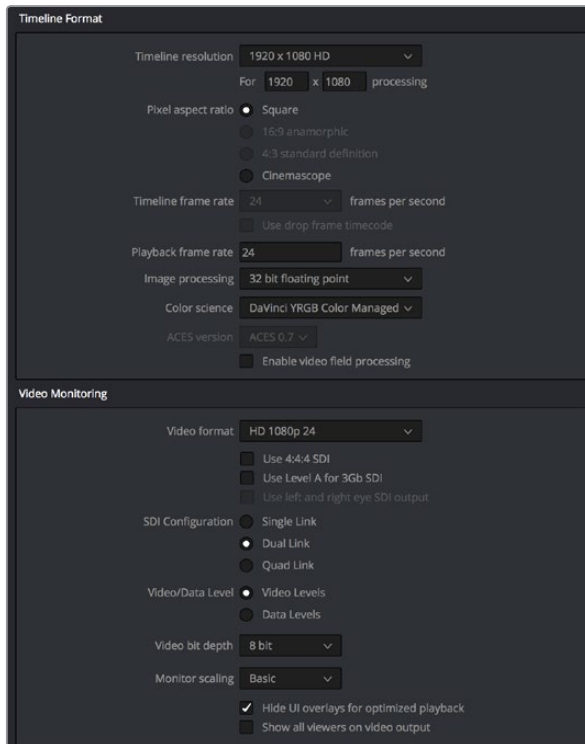 Timeline Format
Timeline resolution 1920 x 1080 HD
For 1920 x 1080 processing
Pixel aspect ratio Square
16:9 anamorphic
4:3 standard definition
Cinemascope
Timeline frame rate 24 frames per second
Use drop frame timecode
Playback frame rate 24 frames per second
Image processing 32 bit floating point
Color science DaVinci YRGB Color Managed
ACES version ACES 0.7
Enable video field processing
Video Monitoring
Video format HD 1080p 24
Use 4:4:4 SDI
Use Level A for 3Gb SDI
Use left and right eye SDI output
SDI Configuration Single Link
Dual Link
Quad Link
Video/Data Level Video Levels
Data Levels
Video bit depth 8 bit
Monitor scaling Basic
Hide UI overlays for optimized playback
Show all viewers on video output